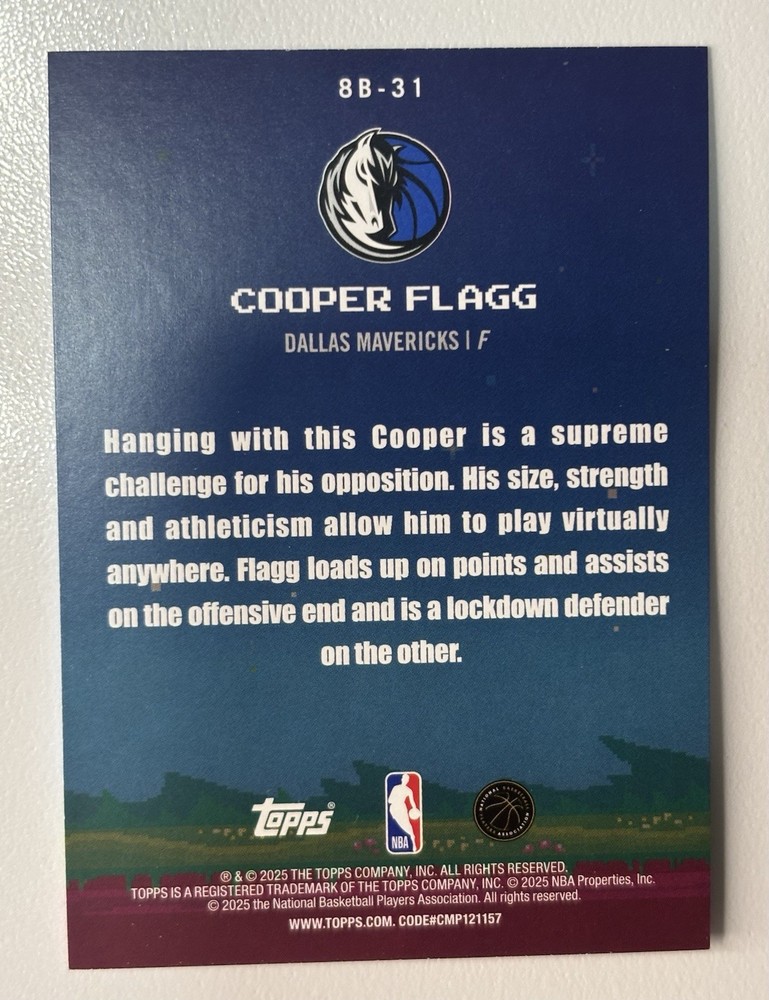 8B-31
COOPER FLAGG
DALLAS MAVERICKS | F
Hanging with this Cooper is a supreme
challenge for his opposition. His size, strength
and athleticism allow him to play virtually
anywhere. Flagg loads up on points and assists
on the offensive end and is a lockdown defender
on the other.
topps®
NBA
NATIONAL BASKETBALL PLAYERS ASSOCIATION
® & © 2025 THE TOPPS COMPANY, INC. ALL RIGHTS RESERVED.
TOPPS IS A REGISTERED TRADEMARK OF THE TOPPS COMPANY, INC. © 2025 NBA Properties, Inc.
© 2025 the National Basketball Players Association. All rights reserved.
WWW.TOPPS.COM. CODE#CMP121157